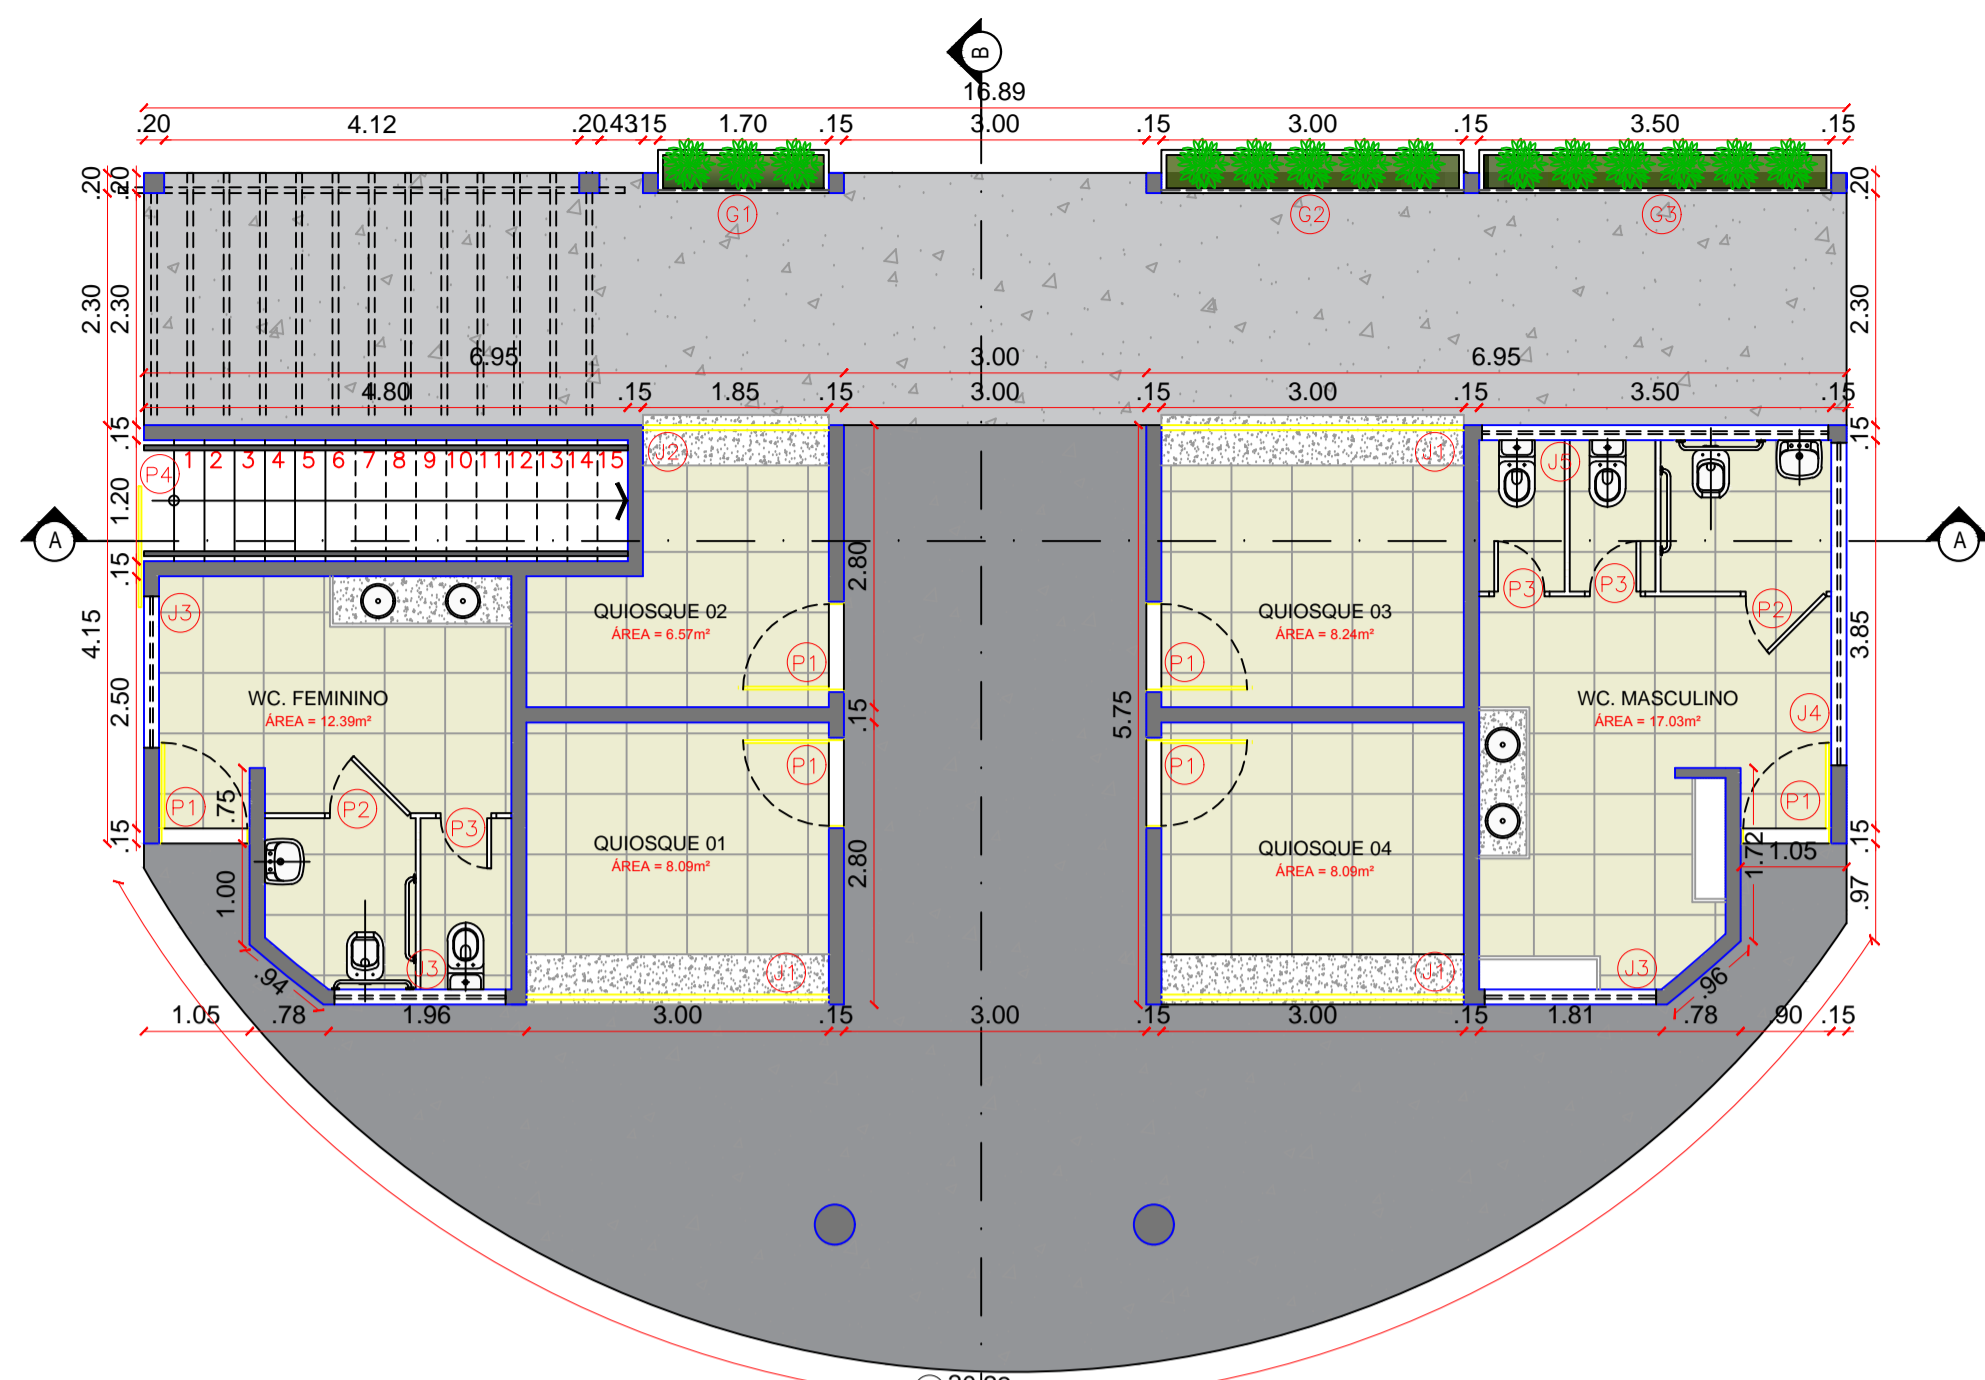 B
16.89
.20 4.12 .20 .43 .15 1.70 .15 3.00 .15 3.00 .15 3.50 .15
.20 .20 .20
G1 G2 G3
2.30 2.30 2.30
6.95 3.00 6.95
4.80 .15 1.85 .15 3.00 .15 3.00 .15 3.50 .15
.15 .15
P4 1 2 3 4 5 6 7 8 9 10 11 12 13 14 15 J2 J1 J5
1.20
A A
.15 2.80
J3 P3 P3 P2
QUIOSQUE 02 QUIOSQUE 03
ÁREA = 6.57m² ÁREA = 8.24m²
4.15 3.85
P1 P1
2.50
WC. FEMININO WC. MASCULINO
ÁREA = 12.39m² ÁREA = 17.03m²
.15 5.75 J4
P1 P1
P1 .75 P2 P3 P1
.15 .15
QUIOSQUE 01 QUIOSQUE 04
ÁREA = 8.09m² ÁREA = 8.09m²
1.00 2.80 1.72 1.05
.97
J3 J1 J1 J3
.94 .96
1.05 .78 1.96 3.00 .15 3.00 .15 3.00 .15 1.81 .78 .90 .15